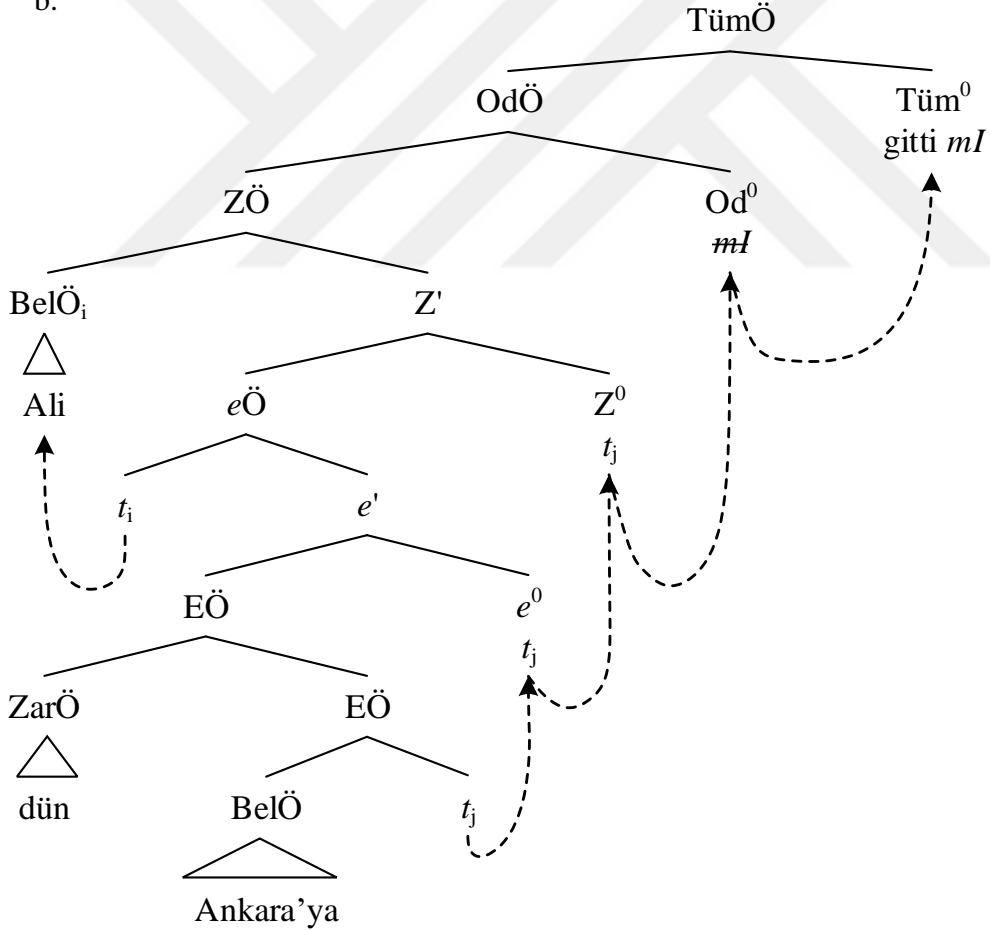 b.
TümÖ
OdÖ Tüm⁰
gitti mI
ZÖ Od⁰
mI
BelÖᵢ Z'
Ali eÖ Z⁰
tⱼ
tᵢ e'
EÖ e⁰
tⱼ
ZarÖ EÖ
dün BelÖ tⱼ
Ankara’ya